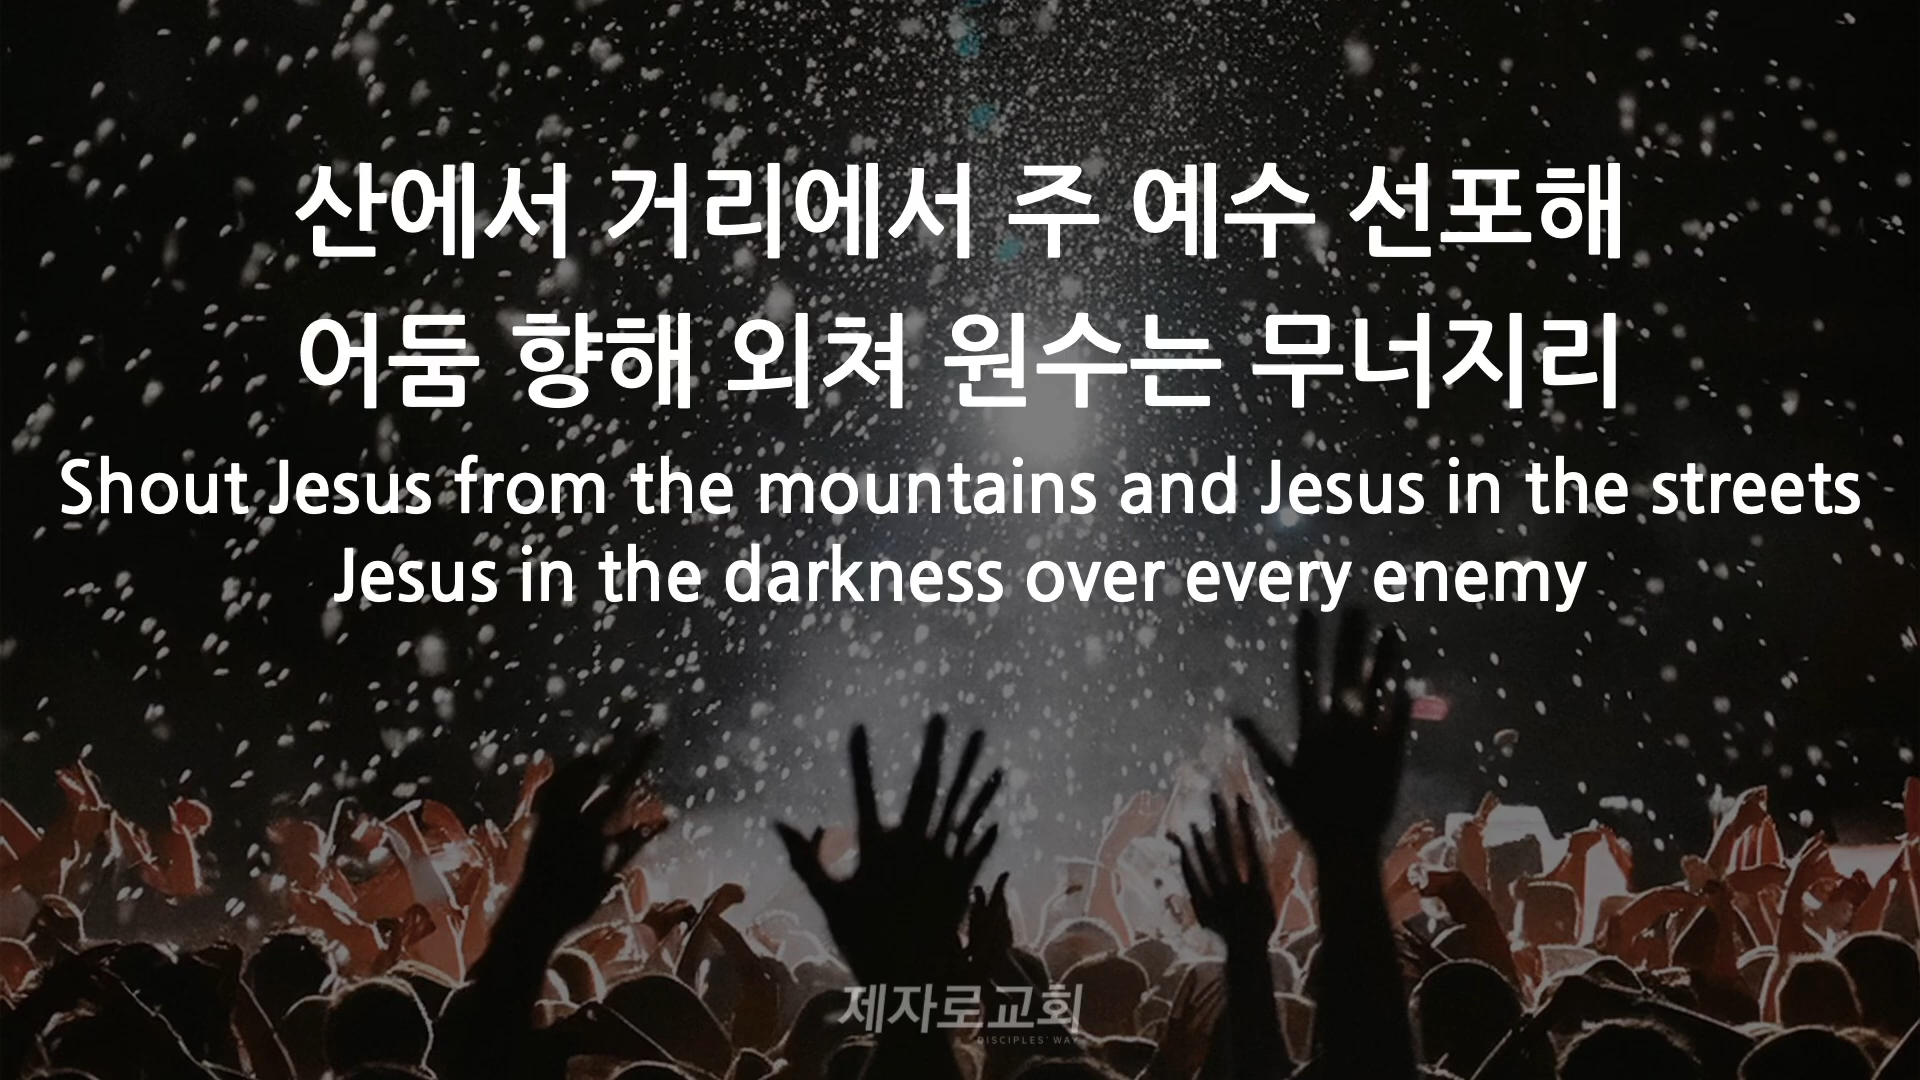 산에서 거리에서 주 예수 선포해
어둠 향해 외쳐 원수는 무너지리
Shout Jesus from the mountains and Jesus in the streets
Jesus in the darkness over every enemy
제자로교회
DISCIPLES' WAY